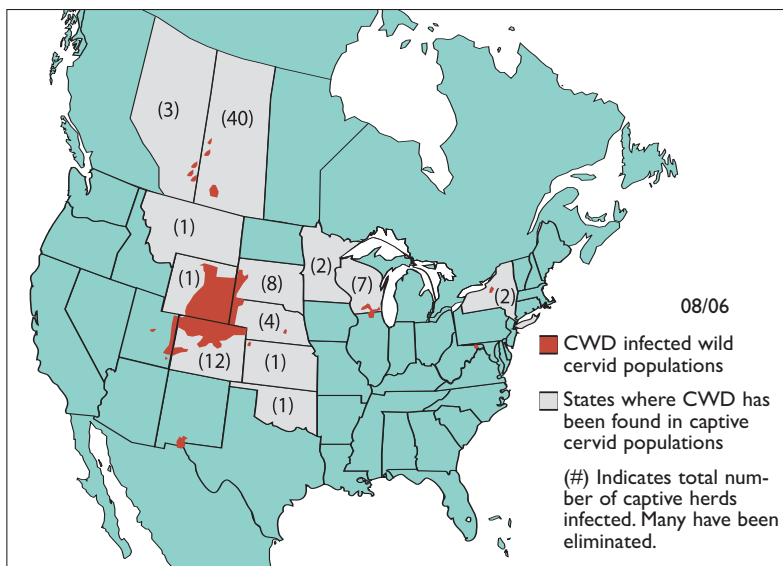 (3)
(40)
(1)
(1)
(8)
(2)
(7)
(2)
(4)
(12)
(1)
(1)
08/06
CWD infected wild
cervid populations
States where CWD has
been found in captive
cervid populations
(#) Indicates total num-
ber of captive herds
infected. Many have been
eliminated.